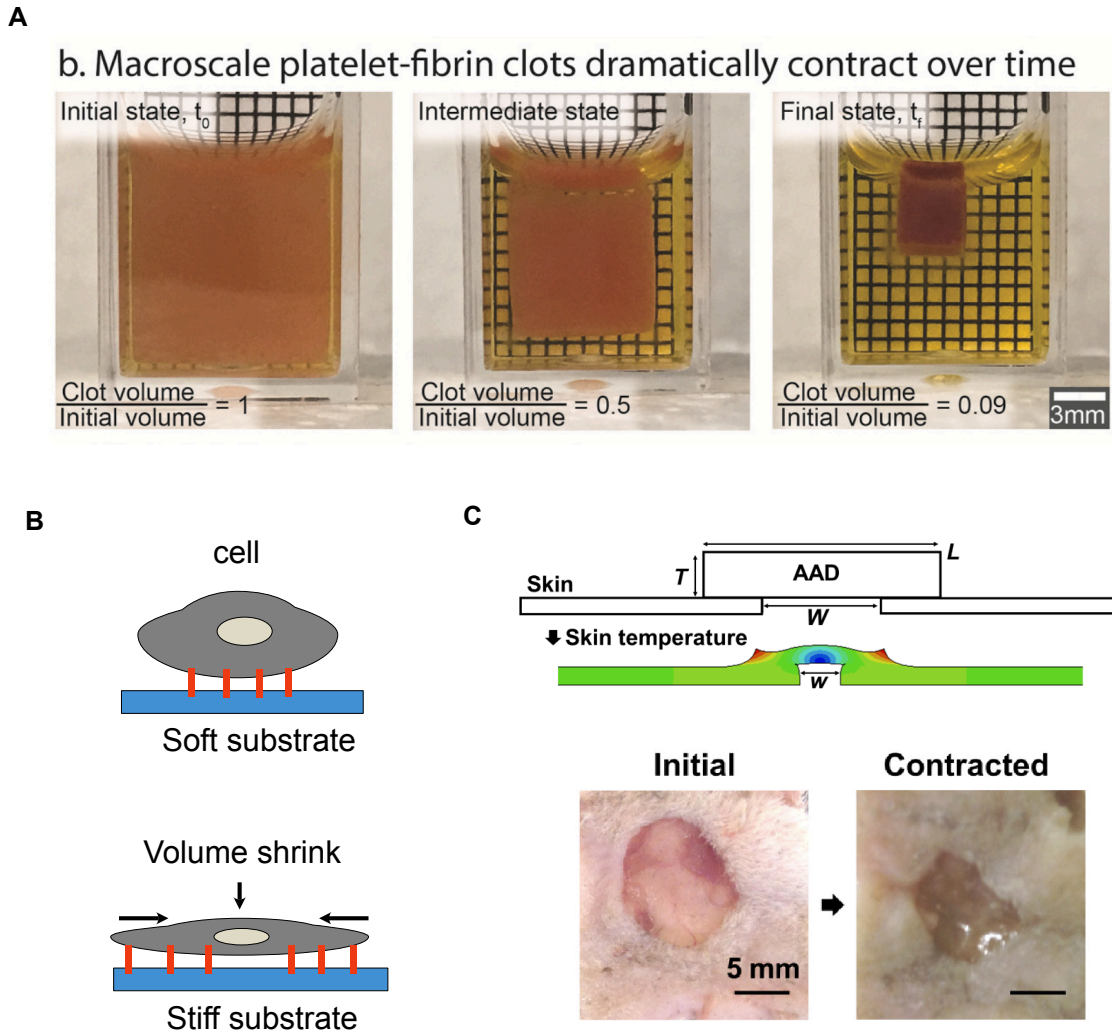 A
b. Macroscale platelet-fibrin clots dramatically contract over time
Initial state, t0
Intermediate state
Final state, tf
Clot volume
Initial volume
= 1
Clot volume
Initial volume
= 0.5
Clot volume
Initial volume
= 0.09
3mm
B
cell
Soft substrate
Volume shrink
Stiff substrate
C
L
T
AAD
Skin
W
Skin temperature
w
Initial
Contracted
5 mm